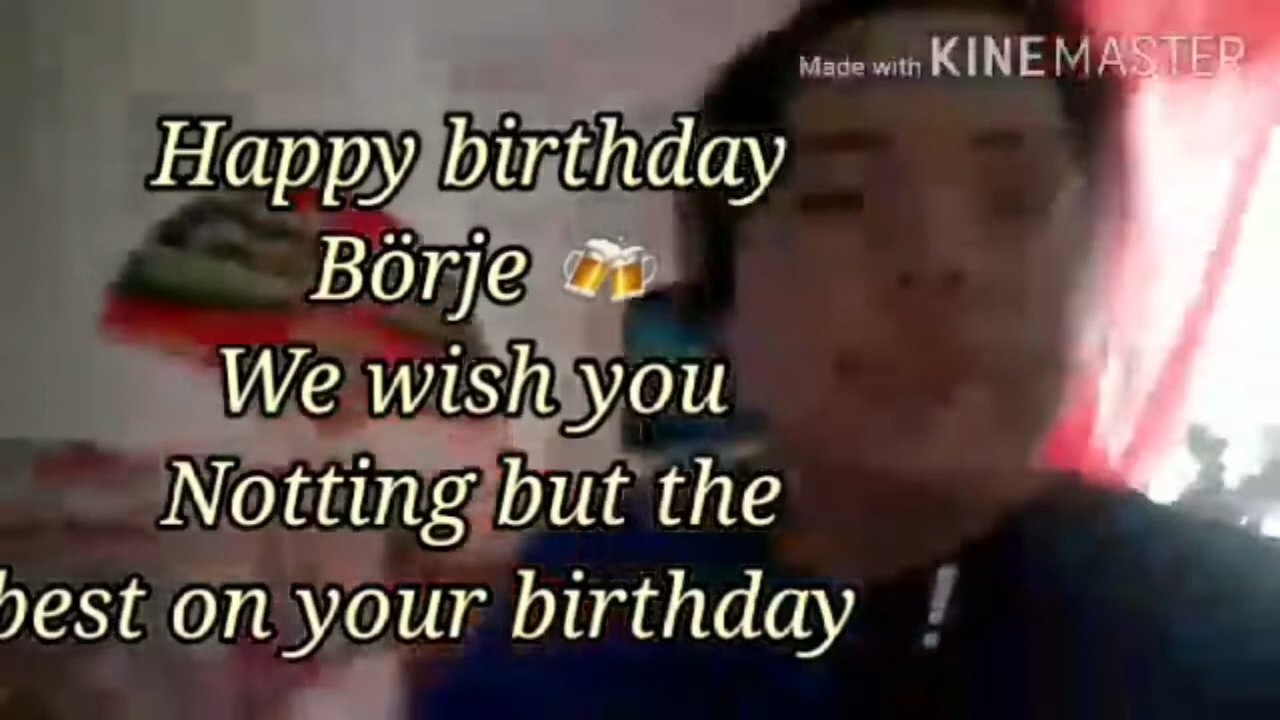 Made with KINEMASTER
Happy birthday
Börje 🍻
We wish you
Notting but the
best on your birthday